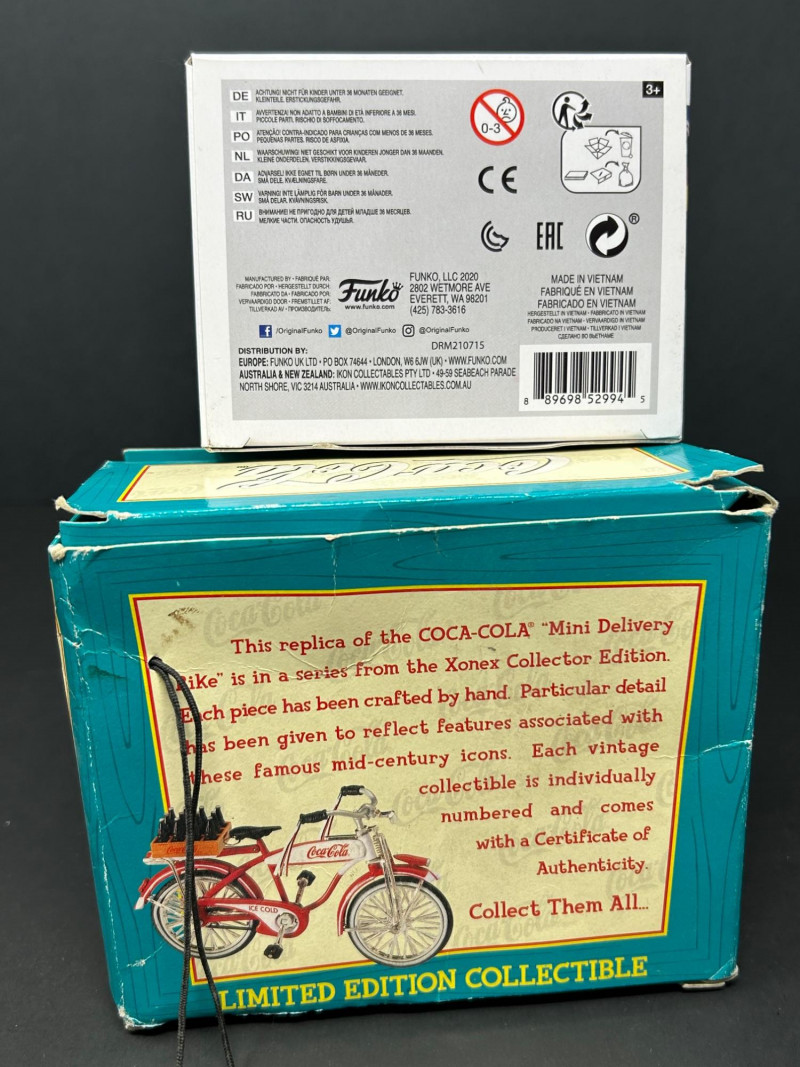 3+
DE ACHTUNG! NICHT FÜR KINDER UNTER 36 MONATEN GEEIGNET.
KLEINTEILE. ERSTICKUNGSGEFAHR.
IT AVVERTENZA! NON ADATTO A BAMBINI DI ETÀ INFERIORE A 36 MESI.
PICCOLE PARTI. RISCHIO DI SOFFOCAMENTO.
PO ATENÇÃO! CONTRA-INDICADO PARA CRIANÇAS COM MENOS DE 36 MESES.
PEQUENAS PARTES. RISCO DE ASFIXIA.
NL WAARSCHUWING! NIET GESCHIKT VOOR KINDEREN JONGER DAN 36 MAANDEN.
KLEINE ONDERDELEN. VERSTIKKINGSGEVAAR.
DA ADVARSEL! IKKE EGNET TIL BØRN UNDER 36 MÅNEDER.
SMÅ DELE. KVÆLNINGSFARE.
SW VARNING! INTE LÄMPLIG FÖR BARN UNDER 36 MÅNADER.
SMÅ DELAR. KVÄVNINGSRISK.
RU ВНИМАНИЕ! НЕ ПРИГОДНО ДЛЯ ДЕТЕЙ МЛАДШЕ 36 МЕСЯЦЕВ.
МЕЛКИЕ ЧАСТИ. ОПАСНОСТЬ УДУШЬЯ.
0-3
CE
EAC
®
MANUFACTURED BY • FABRIQUÉ PAR:
FABRICADO POR • HERGESTELLT DURCH:
FABBRICATO DA • FABRICADO POR:
VERVAARDIGD DOOR • FREMSTILLET AF:
TILLVERKAD AV • ПРОИЗВОДИТЕЛЬ:
Funko
www.funko.com
FUNKO, LLC 2020
2802 WETMORE AVE
EVERETT, WA 98201
(425) 783-3616
MADE IN VIETNAM
FABRIQUÉ EN VIETNAM
FABRICADO EN VIETNAM
HERGESTELLT IN VIETNAM • FABBRICATO IN VIETNAM
FABRICADO NA VIETNAM • VERVAARDIGD IN VIETNAM
PRODUCERET I VIETNAM • TILLVERKAD I VIETNAM
СДЕЛАНО ВО ВЬЕТНАМЕ
/OriginalFunko @OriginalFunko @OriginalFunko
DRM210715
DISTRIBUTION BY:
EUROPE: FUNKO UK LTD • PO BOX 74644 • LONDON, W6 6JW (UK) • WWW.FUNKO.COM
AUSTRALIA & NEW ZEALAND: IKON COLLECTABLES PTY LTD • 49-59 SEABEACH PARADE
NORTH SHORE, VIC 3214 AUSTRALIA • WWW.IKONCOLLECTABLES.COM.AU
8 89698 52994 5
Coca-Cola
This replica of the COCA-COLA® "Mini Delivery
Bike" is in a series from the Xonex Collector Edition.
Each piece has been crafted by hand. Particular detail
has been given to reflect features associated with
these famous mid-century icons. Each vintage
collectible is individually
numbered and comes
with a Certificate of
Authenticity.
Collect Them All...
Coca-Cola
ICE COLD
LIMITED EDITION COLLECTIBLE